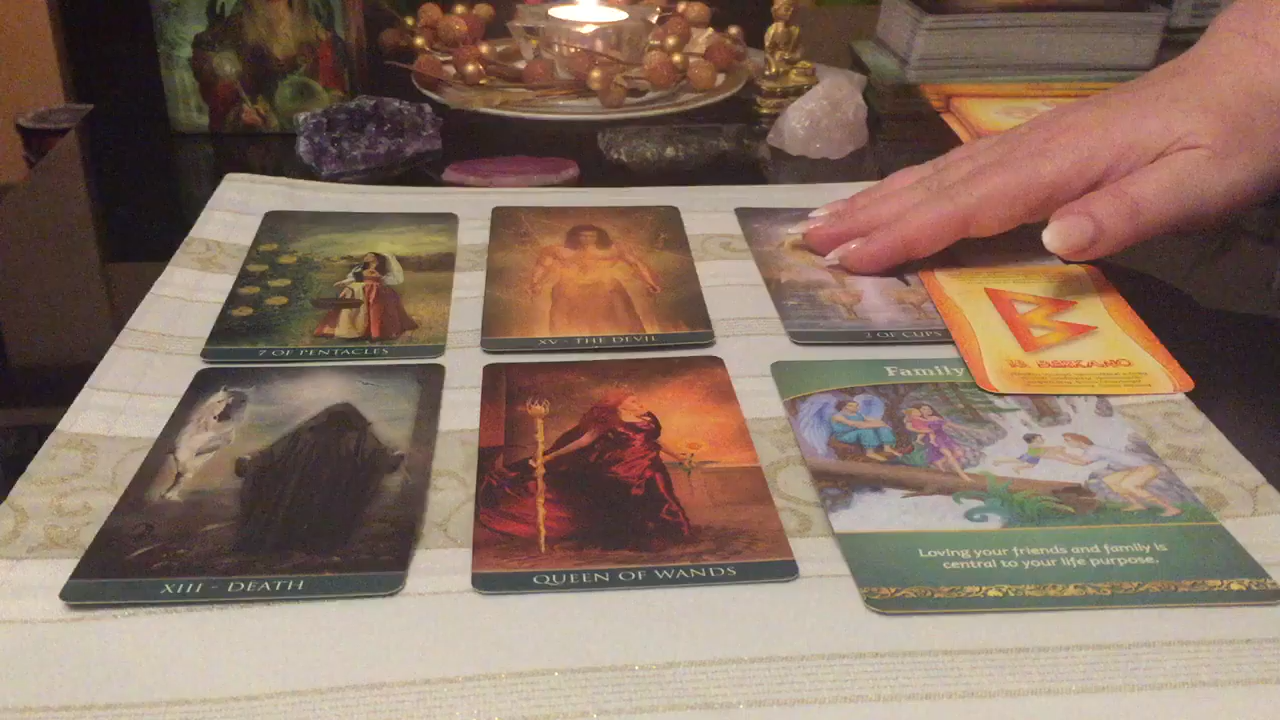 7 OF PENTACLES
XV - THE DEVIL
2 OF CUPS
XIII - DEATH
QUEEN OF WANDS
Family
Loving your friends and family is
central to your life purpose.